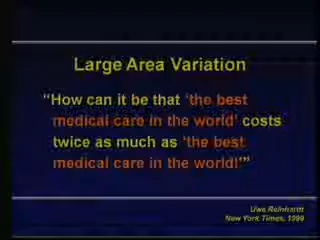 Large Area Variation
“How can it be that ‘the best
medical care in the world’ costs
twice as much as ‘the best
medical care in the world!’”
Uwe Reinhardt
New York Times, 1999